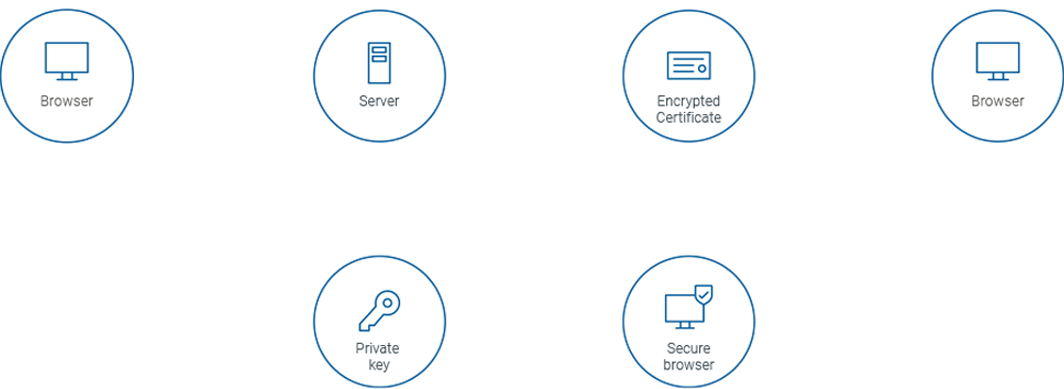 Browser
Server
Encrypted
Certificate
Browser
Private
key
Secure
browser